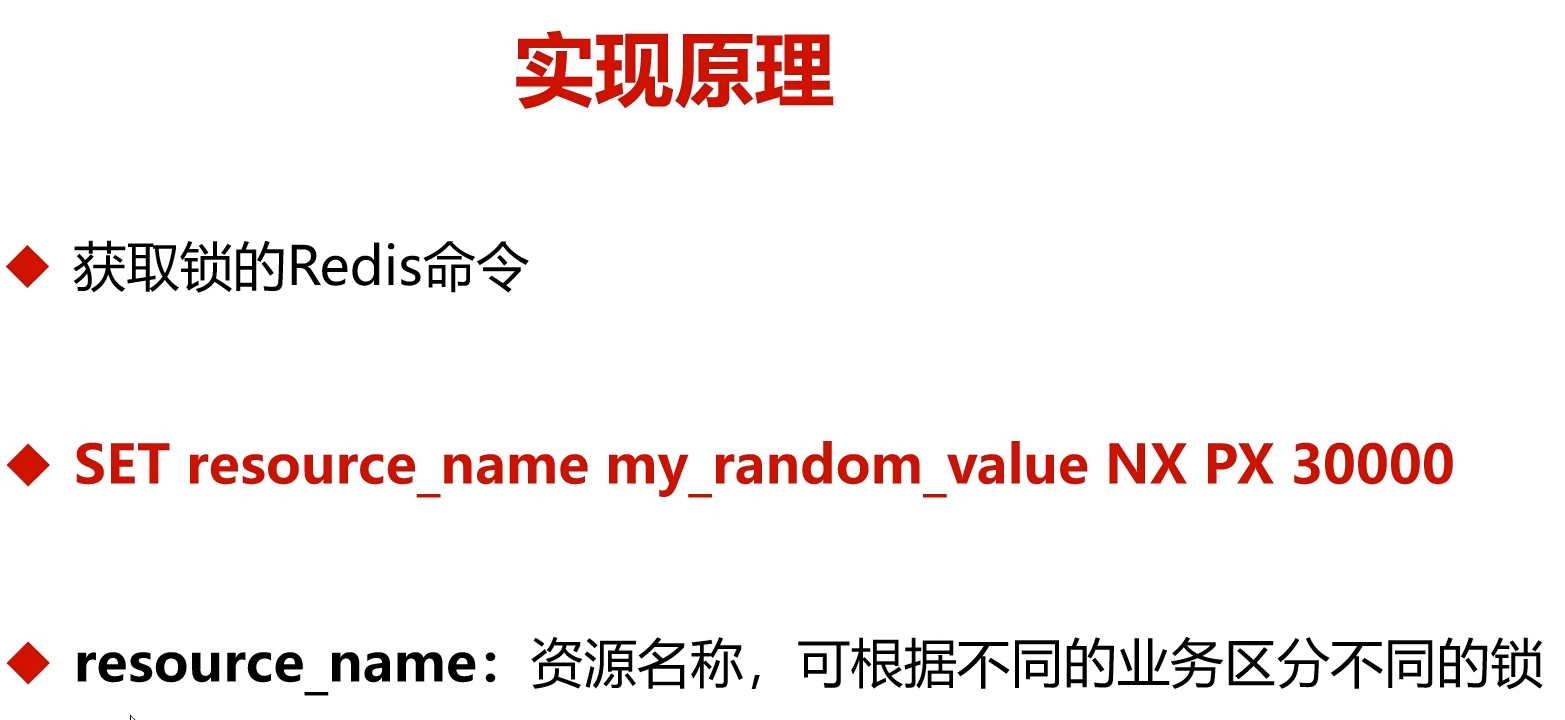 实现原理
获取锁的Redis命令
SET resource_name my_random_value NX PX 30000
resource_name：资源名称，可根据不同的业务区分不同的锁